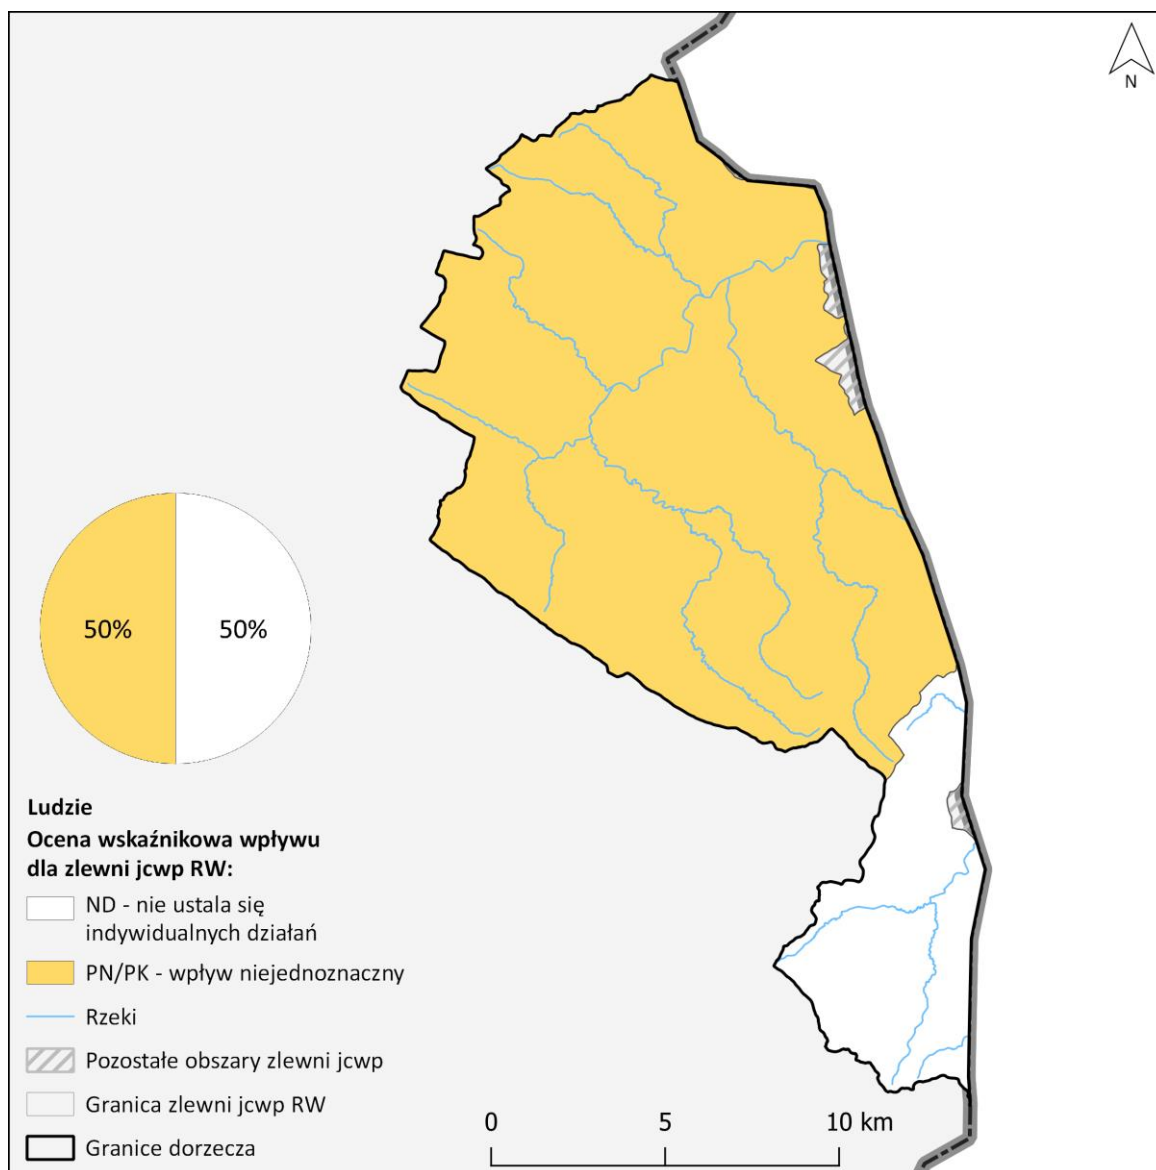 N
50%
50%
Ludzie
Ocena wskaźnikowa wpływu
dla zlewni jcwp RW:
ND - nie ustala się
indywidualnych działań
PN/PK - wpływ niejednoznaczny
Rzeki
Pozostałe obszary zlewni jcwp
Granica zlewni jcwp RW
Granice dorzecza
0
5
10 km